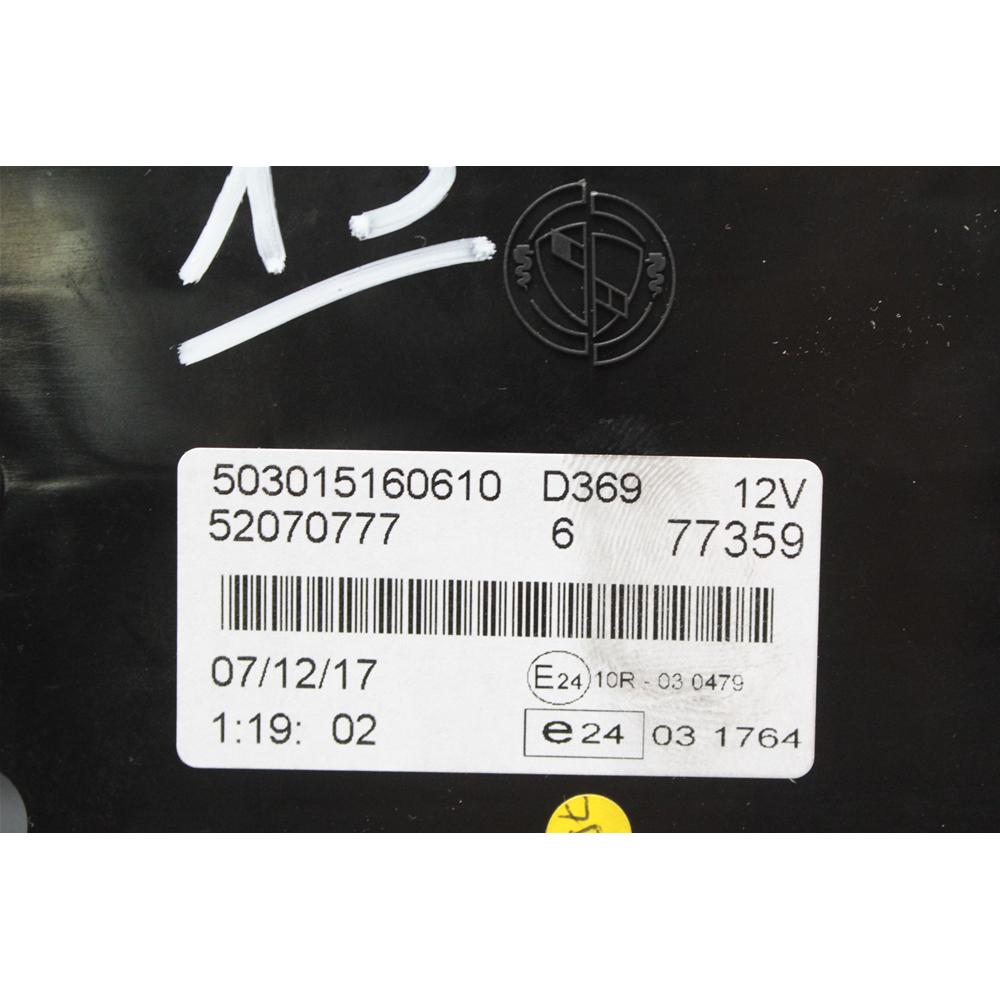 503015160610 D369 12V
52070777 6 77359
07/12/17 E24 10R - 03 0479
1:19: 02 e24 03 1764